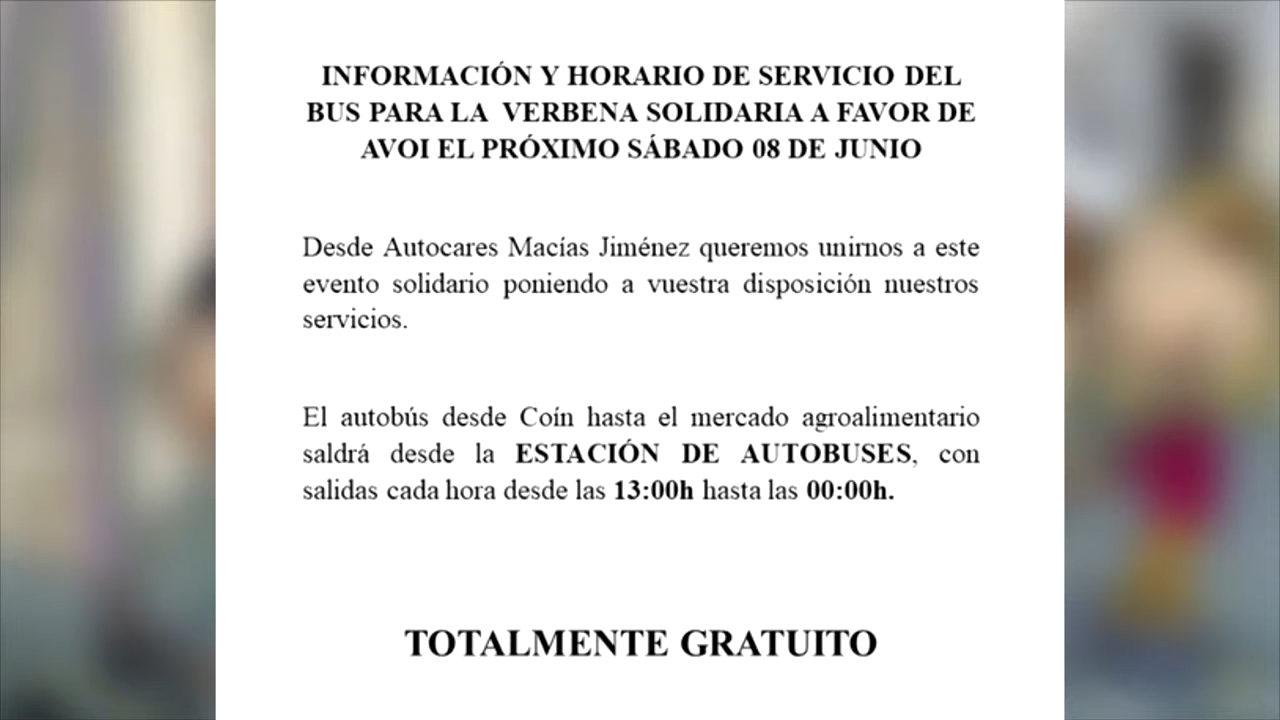 INFORMACIÓN Y HORARIO DE SERVICIO DEL
BUS PARA LA VERBENA SOLIDARIA A FAVOR DE
AVOI EL PRÓXIMO SÁBADO 08 DE JUNIO
Desde Autocares Macías Jiménez queremos unirnos a este
evento solidario poniendo a vuestra disposición nuestros
servicios.
El autobús desde Coín hasta el mercado agroalimentario
saldrá desde la ESTACIÓN DE AUTOBUSES, con
salidas cada hora desde las 13:00h hasta las 00:00h.
TOTALMENTE GRATUITO